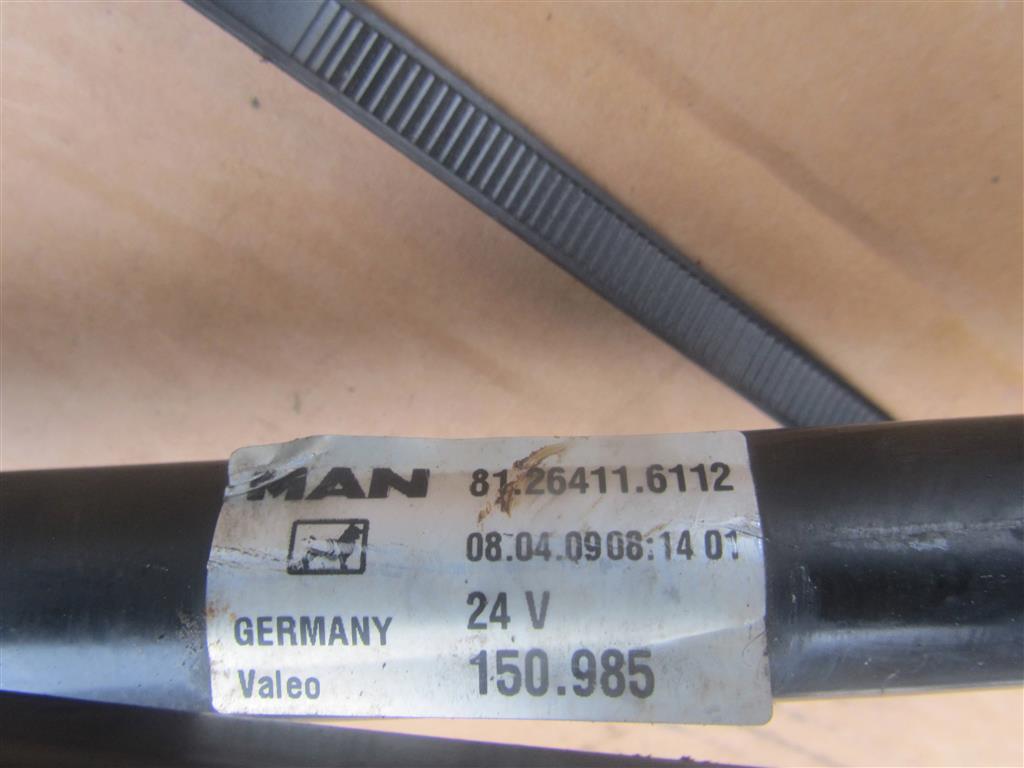 MAN 81.26411.6112
08.04.0908:14 01
24 V
GERMANY
Valeo 150.985